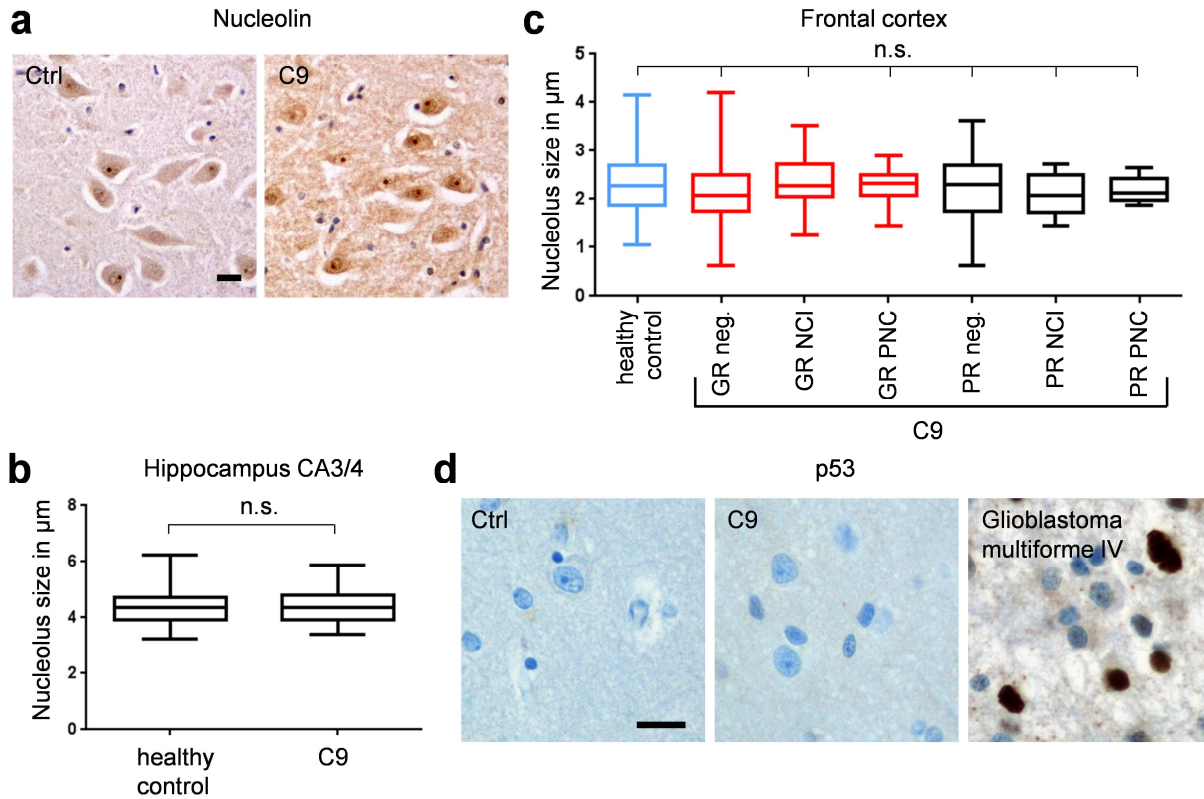 a
Nucleolin
Ctrl
C9
c
Frontal cortex
n.s.
Nucleolus size in µm
5
4
3
2
1
0
healthy
control
GR neg.
GR NCI
GR PNC
PR neg.
PR NCI
PR PNC
C9
b
Hippocampus CA3/4
n.s.
Nucleolus size in µm
8
6
4
2
0
healthy
control
C9
d
p53
Ctrl
C9
Glioblastoma
multiforme IV